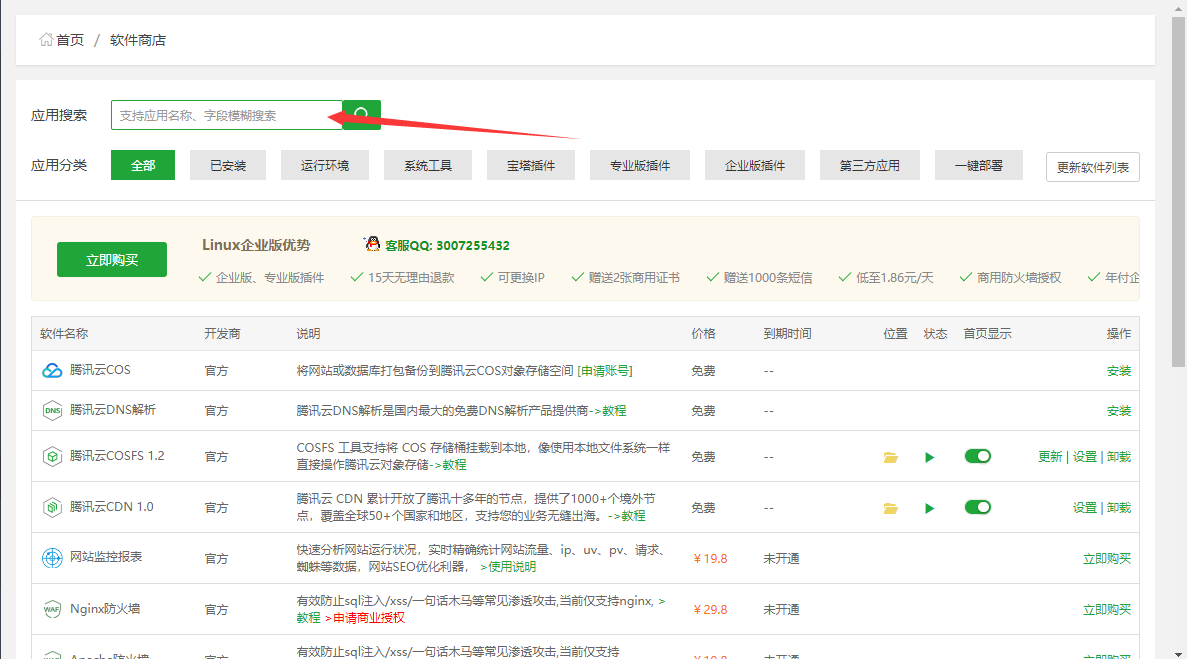 首页 / 软件商店
应用搜索 支持应用名称、字段模糊搜索
应用分类 全部 已安装 运行环境 系统工具 宝塔插件 专业版插件 企业版插件 第三方应用 一键部署 更新软件列表
立即购买 Linux企业版优势 客服QQ: 3007255432
企业版、专业版插件 15天无理由退款 可更换IP 赠送2张商用证书 赠送1000条短信 低至1.86元/天 商用防火墙授权 年付企
软件名称 开发商 说明 价格 到期时间 位置 状态 首页显示 操作
腾讯云COS 官方 将网站或数据库打包备份到腾讯云COS对象存储空间 [申请账号] 免费 -- 安装
DNS 腾讯云DNS解析 官方 腾讯云DNS解析是国内最大的免费DNS解析产品提供商->教程 免费 -- 安装
腾讯云COSFS 1.2 官方 COSFS 工具支持将 COS 存储桶挂载到本地，像使用本地文件系统一样
直接操作腾讯云对象存储->教程 免费 -- 更新 | 设置 | 卸载
腾讯云CDN 1.0 官方 腾讯云 CDN 累计开放了腾讯十多年的节点，提供了1000+个境外节
点，覆盖全球50+个国家和地区，支持您的业务无缝出海。->教程 免费 -- 设置 | 卸载
网站监控报表 官方 快速分析网站运行状况，实时精确统计网站流量、ip、uv、pv、请求、
蜘蛛等数据，网站SEO优化利器， >使用说明 ￥19.8 未开通 立即购买
WAF Nginx防火墙 官方 有效防止sql注入/xss/一句话木马等常见渗透攻击,当前仅支持nginx, >
教程 >申请商业授权 ￥29.8 未开通 立即购买
Apache防火墙 官方 有效防止sql注入/xss/一句话木马等常见渗透攻击,当前仅支持 ￥19.8 未开通 立即购买